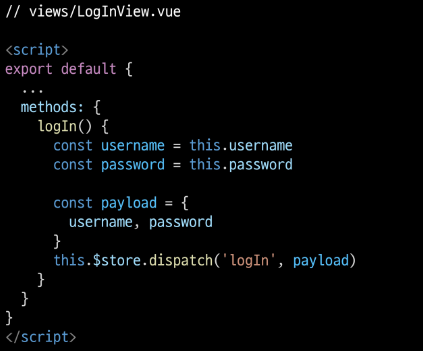 // views/LogInView.vue

<script>
export default {
  ...
  methods: {
    logIn() {
      const username = this.username
      const password = this.password

      const payload = {
        username, password
      }
      this.$store.dispatch('logIn', payload)
    }
  }
}
</script>